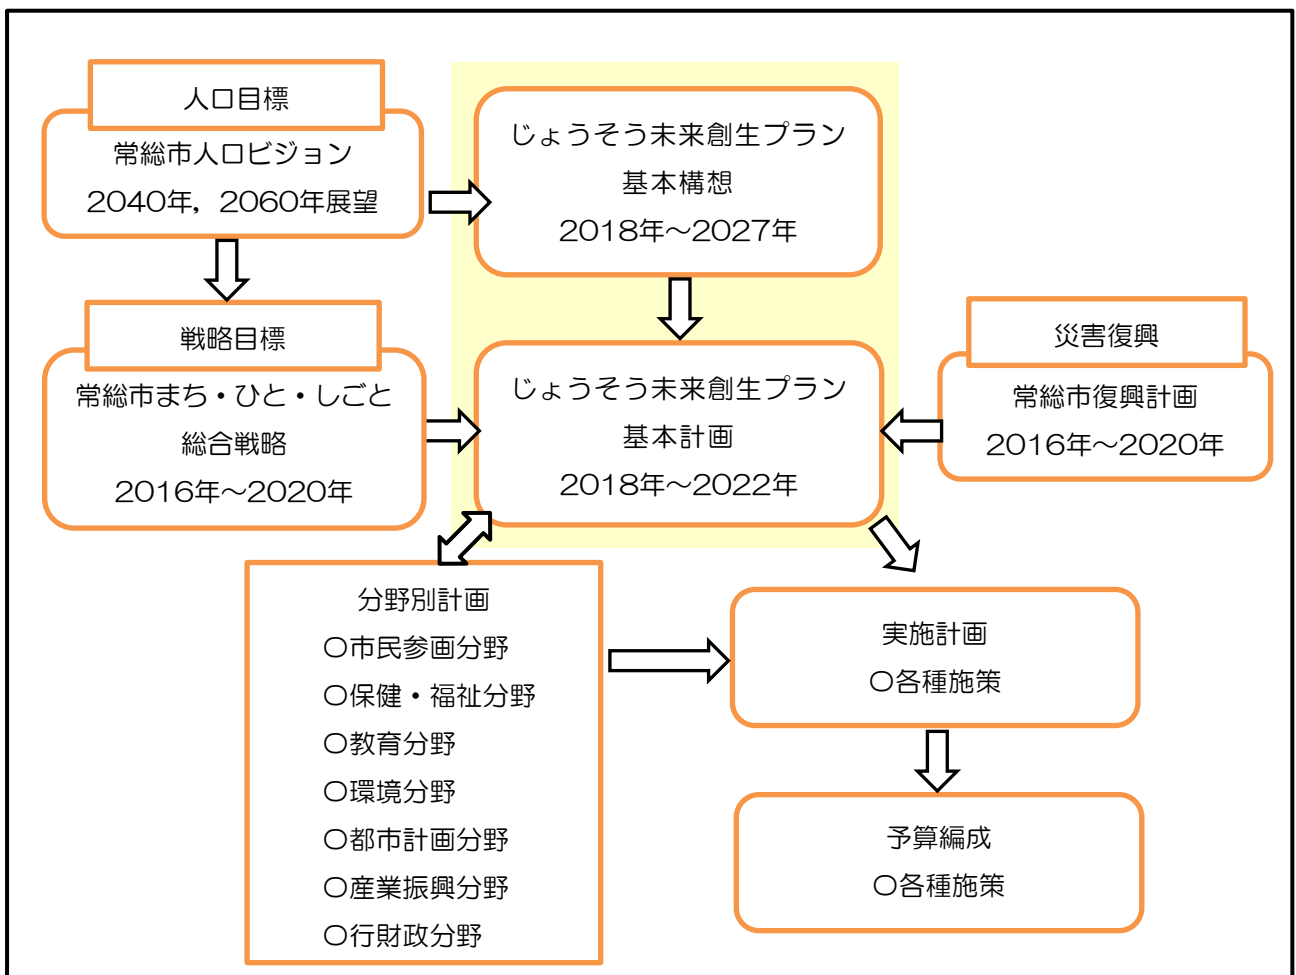 人口目標
常総市人口ビジョン
2040年，2060年展望
じょうそう未来創生プラン
基本構想
2018年～2027年
戦略目標
常総市まち・ひと・しごと
総合戦略
2016年～2020年
じょうそう未来創生プラン
基本計画
2018年～2022年
災害復興
常総市復興計画
2016年～2020年
分野別計画
〇市民参画分野
〇保健・福祉分野
〇教育分野
〇環境分野
〇都市計画分野
〇産業振興分野
〇行財政分野
実施計画
〇各種施策
予算編成
〇各種施策